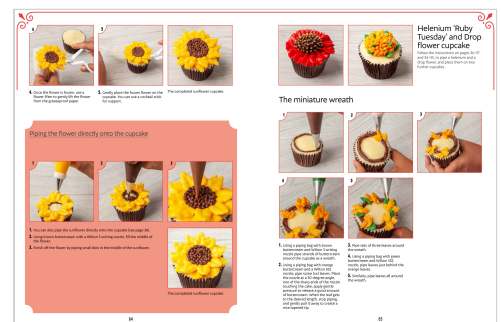 4
5
4. Once the flower is frozen, use a
flower lifter to gently lift the flower
from the greaseproof paper.
5. Gently place the frozen flower on the
cupcake. You can use a cocktail stick
for support.
The completed sunflower cupcake.
Piping the flower directly onto the cupcake
1
2
3
1. You can also pipe the sunflower directly onto the cupcake (see page 36).
2. Using brown buttercream with a Wilton 3 writing nozzle, fill the middle of
the flower.
3. Finish off the flower by piping small dots in the middle of the sunflower.
The completed sunflower cupcake
84
Helenium 'Ruby
Tuesday' and Drop
flower cupcake
Follow the instructions on pages
to pipe a helenium and a
drop flower, and place them on two
further cupcakes.
The miniature wreath
1
2
3
4
5
1. Using a piping bag with brown
buttercream and Wilton 3 writing
nozzle pipe strands of buttercream
around the cupcake as a wreath.
2. Using a piping bag with orange
buttercream and a Wilton 352
nozzle, pipe some leaves. Place
the nozzle at a 30-degree angle,
one of the sharp ends of the nozzle
touching the cake, apply gentle
pressure to release a good amount
of buttercream. When the leaf gets
to the desired length, stop piping,
and gently pull it away to create a
nice tapered tip.
3. Pipe sets of three leaves around
the wreath.
4. Using a piping bag with green
buttercream and Wilton 352
nozzle, pipe leaves just behind the
orange leaves
5. Similarly, pipe leaves all around
the wreath.
85